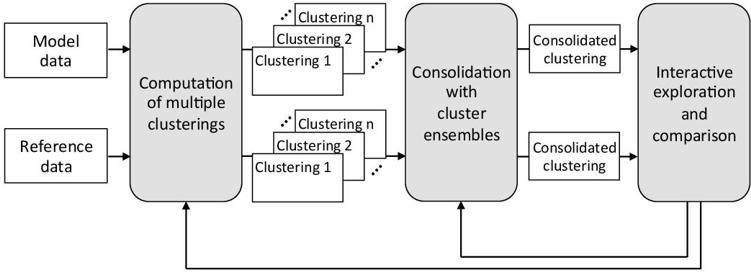 Model
data
Reference
data
Computation
of multiple
clusterings
Clustering n
Clustering 2
Clustering 1
Clustering n
Clustering 2
Clustering 1
Consolidation
with
cluster
ensembles
Consolidated
clustering
Consolidated
clustering
Interactive
exploration
and
comparison